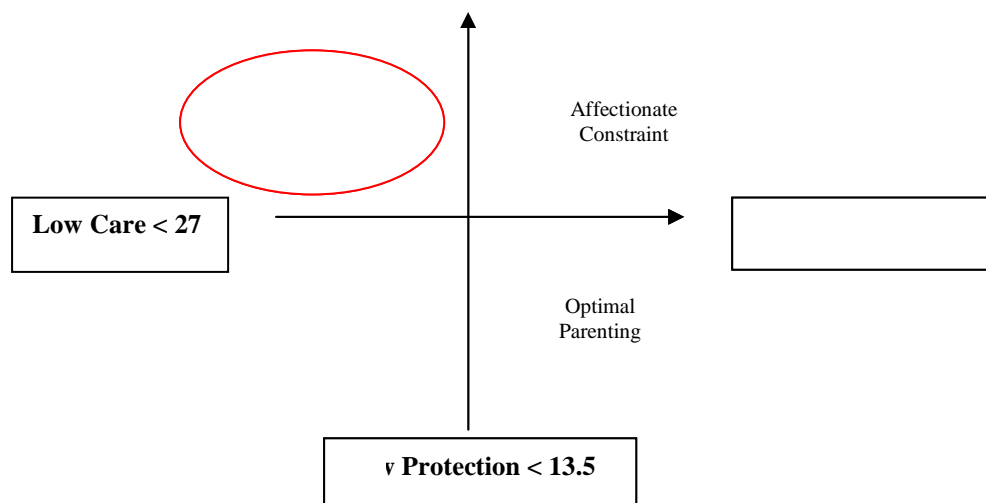 Affectionate
Constraint
Low Care < 27
Optimal
Parenting
Protection < 13.5